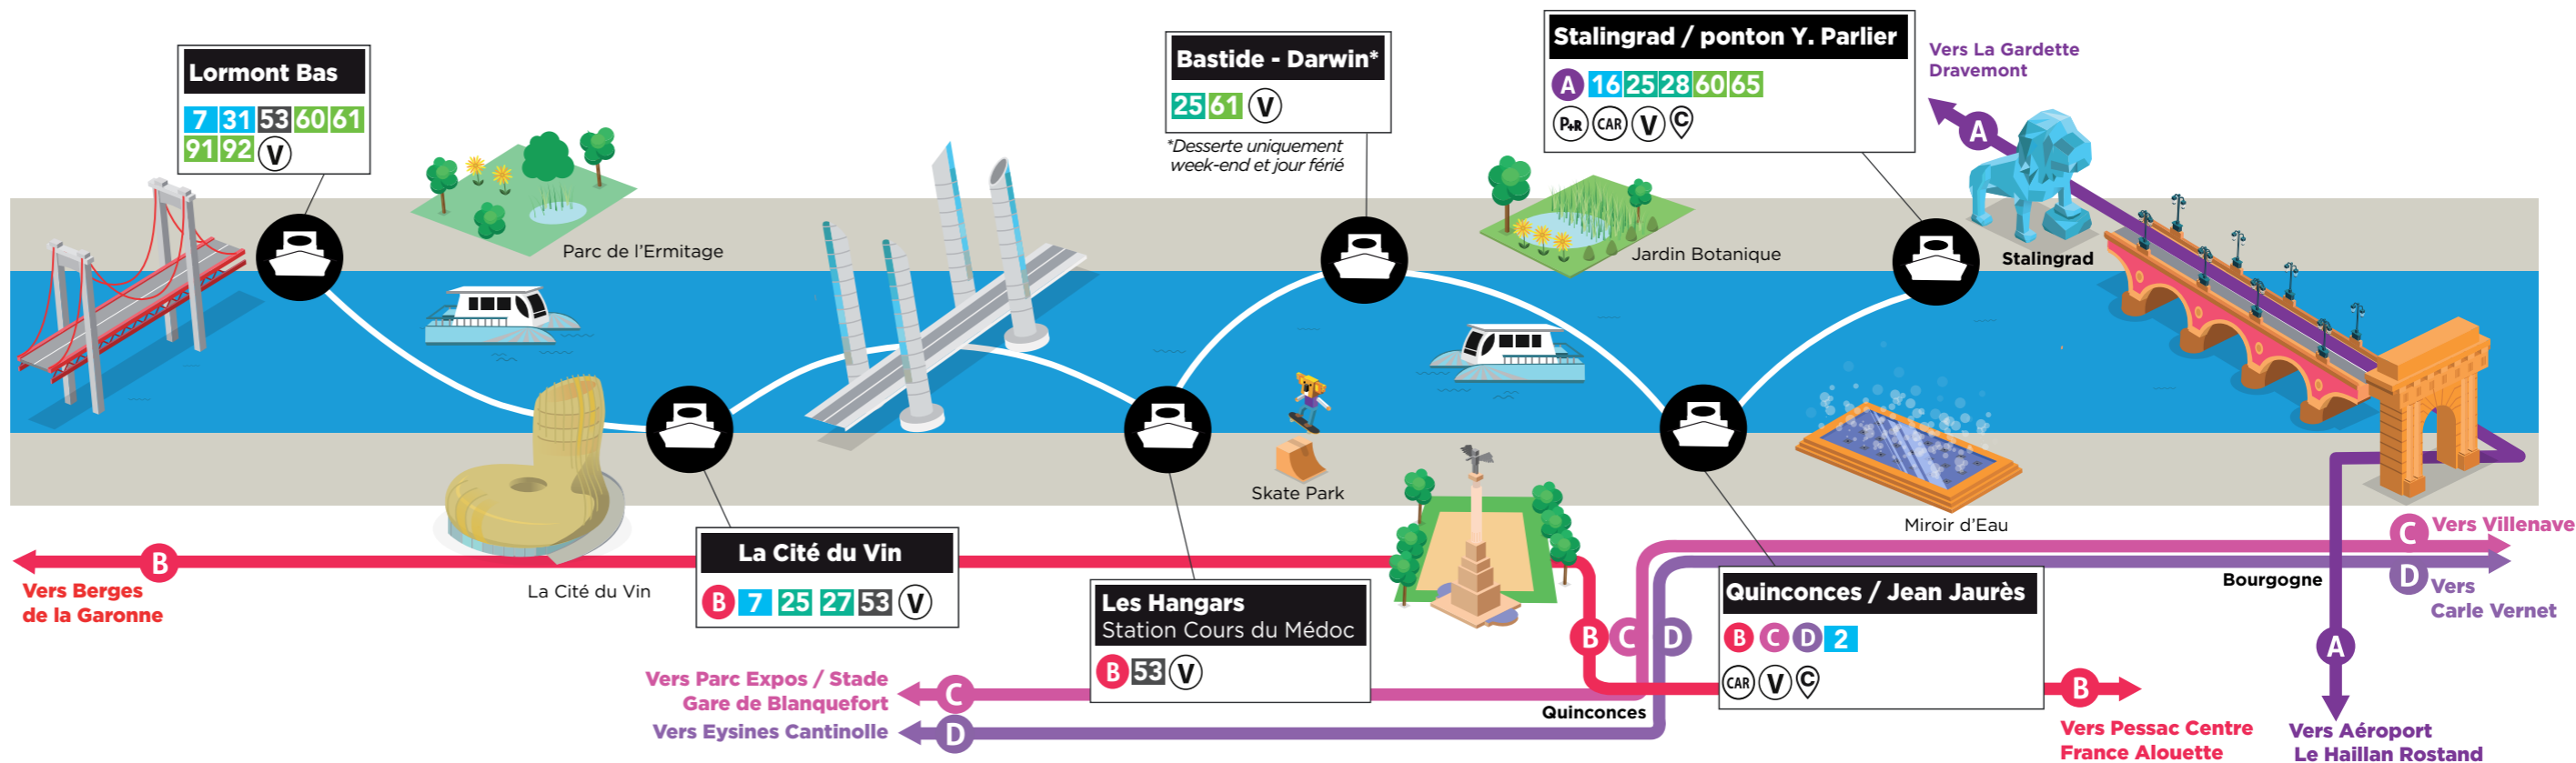 Lormont Bas
7 31 53 60 61
91 92 V
Parc de l'Ermitage
Bastide - Darwin*
25 61 V
*Desserte uniquement
week-end et jour férié
Stalingrad / ponton Y. Parlier
A 16 25 28 60 65
P+R CAR V C
Vers La Gardette
Dravemont
A
Jardin Botanique
Stalingrad
Skate Park
Miroir d'Eau
La Cité du Vin
B
Vers Berges
de la Garonne
La Cité du Vin
B 7 25 27 53 V
Les Hangars
Station Cours du Médoc
B 53 V
B C D
Quinconces / Jean Jaurès
B C D 2
CAR V C
Quinconces
Vers Parc Expos / Stade
Gare de Blanquefort
C
Vers Eysines Cantinolle
D
C Vers Villenave
D Vers
Carle Vernet
Bourgogne
A
B
Vers Pessac Centre
France Alouette
Vers Aéroport
Le Haillan Rostand